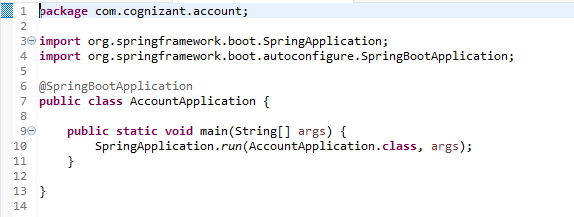 1 package com.cognizant.account;
2
3 import org.springframework.boot.SpringApplication;
4 import org.springframework.boot.autoconfigure.SpringBootApplication;
5
6 @SpringBootApplication
7 public class AccountApplication {
8
9     public static void main(String[] args) {
10         SpringApplication.run(AccountApplication.class, args);
11     }
12
13 }
14